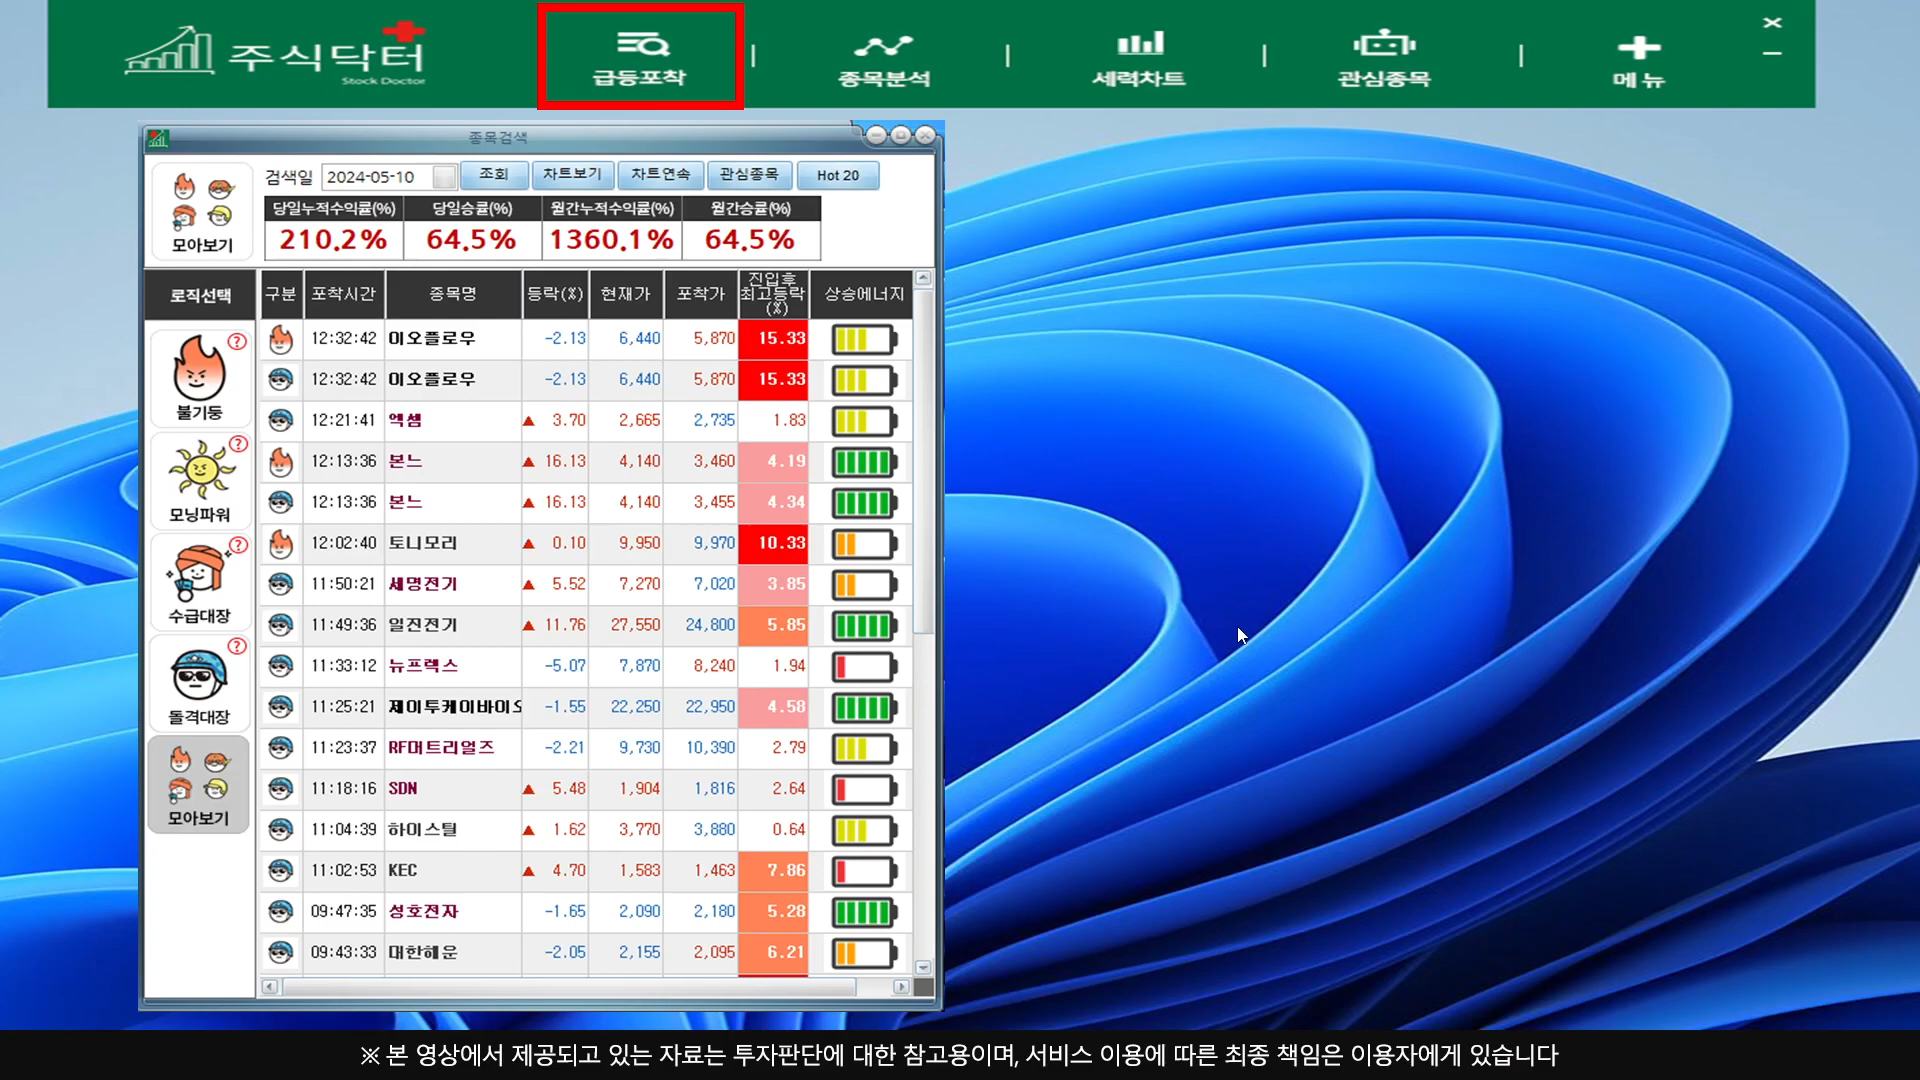 주식닥터
Stock Doctor
급등포착
종목분석
세력차트
관심종목
메뉴
종목검색
모아보기
검색일 2024-05-10 조회 차트보기 차트연속 관심종목 Hot 20
당일누적수익률(%) 당일승률(%) 월간누적수익률(%) 월간승률(%)
210.2% 64.5% 1360.1% 64.5%
로직선택
불기둥
모닝파워
수급대장
돌격대장
모아보기
구분 포착시간 종목명 등락(%) 현재가 포착가 진입후 최고등락 (%) 상승에너지
12:32:42 이오플로우 -2.13 6,440 5,870 15.33
12:32:42 이오플로우 -2.13 6,440 5,870 15.33
12:21:41 엑셈 ▲ 3.70 2,665 2,735 1.83
12:13:36 본느 ▲ 16.13 4,140 3,460 4.19
12:13:36 본느 ▲ 16.13 4,140 3,455 4.34
12:02:40 토니모리 ▲ 0.10 9,950 9,970 10.33
11:50:21 세명전기 ▲ 5.52 7,270 7,020 3.85
11:49:36 일진전기 ▲ 11.76 27,550 24,800 5.85
11:33:12 뉴프렉스 -5.07 7,870 8,240 1.94
11:25:21 제이투케이바이오 -1.55 22,250 22,950 4.58
11:23:37 RF머트리얼즈 -2.21 9,730 10,390 2.79
11:18:16 SDN ▲ 5.48 1,904 1,816 2.64
11:04:39 하이스틸 ▲ 1.62 3,770 3,880 0.64
11:02:53 KEC ▲ 4.70 1,583 1,463 7.86
09:47:35 성호전자 -1.65 2,090 2,180 5.28
09:43:33 대한해운 -2.05 2,155 2,095 6.21
※ 본 영상에서 제공되고 있는 자료는 투자판단에 대한 참고용이며, 서비스 이용에 따른 최종 책임은 이용자에게 있습니다